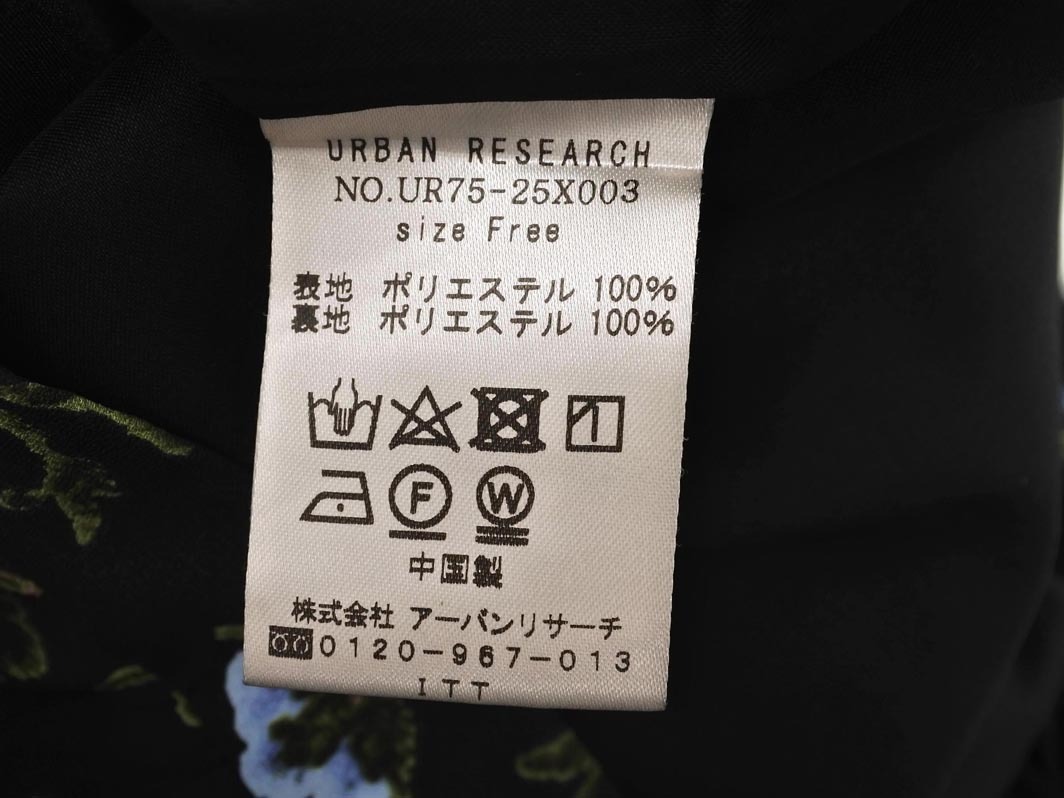 URBAN RESEARCH
NO.UR75-25X003
size Free
表地 ポリエステル 100%
裏地 ポリエステル 100%
F W
中国製
株式会社 アーバンリサーチ
0120-967-013
ITT